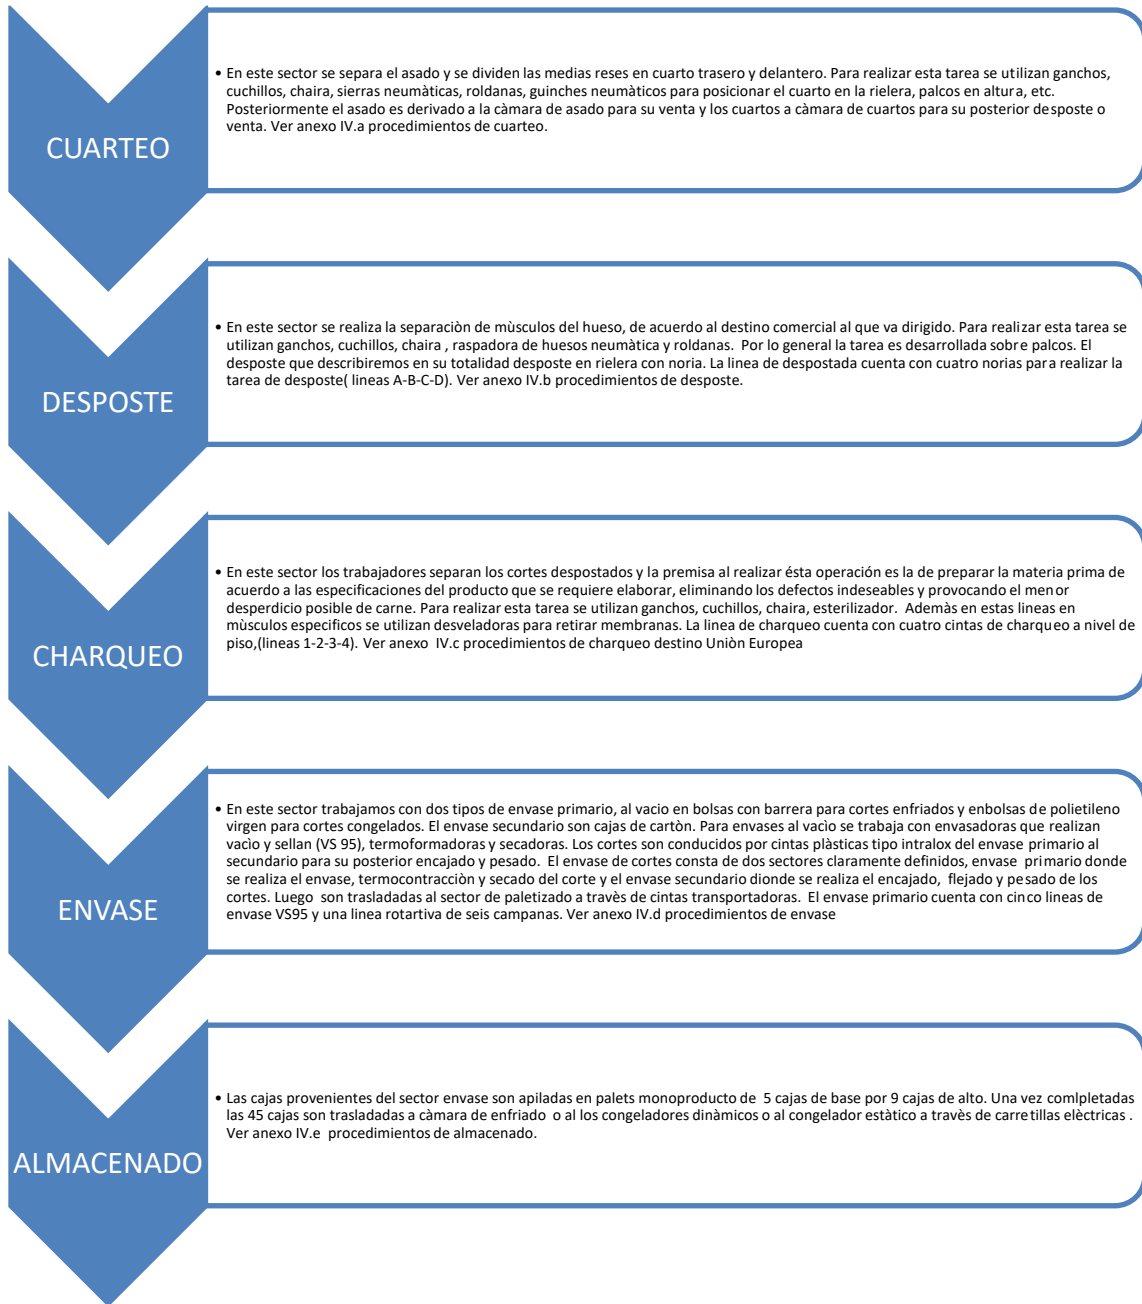 CUARTEO
• En este sector se separa el asado y se dividen las medias reses en cuarto trasero y delantero. Para realizar esta tarea se utilizan ganchos,
cuchillos, chaira, sierras neumàticas, roldanas, guinches neumàticos para posicionar el cuarto en la rielera, palcos en altura, etc.
Posteriormente el asado es derivado a la càmara de asado para su venta y los cuartos a càmara de cuartos para su posterior desposte o
venta. Ver anexo IV.a procedimientos de cuarteo.
DESPOSTE
• En este sector se realiza la separaciòn de mùsculos del hueso, de acuerdo al destino comercial al que va dirigido. Para realizar esta tarea se
utilizan ganchos, cuchillos, chaira , raspadora de huesos neumàtica y roldanas. Por lo general la tarea es desarrollada sobre palcos. El
desposte que describiremos en su totalidad desposte en rielera con noria. La linea de despostada cuenta con cuatro norias para realizar la
tarea de desposte( lineas A-B-C-D). Ver anexo IV.b procedimientos de desposte.
CHARQUEO
• En este sector los trabajadores separan los cortes despostados y la premisa al realizar ésta operación es la de preparar la materia prima de
acuerdo a las especificaciones del producto que se requiere elaborar, eliminando los defectos indeseables y provocando el menor
desperdicio posible de carne. Para realizar esta tarea se utilizan ganchos, cuchillos, chaira, esterilizador. Ademàs en estas lineas en
mùsculos especificos se utilizan desveladoras para retirar membranas. La linea de charqueo cuenta con cuatro cintas de charqueo a nivel de
piso,(lineas 1-2-3-4). Ver anexo IV.c procedimientos de charqueo destino Uniòn Europea
ENVASE
• En este sector trabajamos con dos tipos de envase primario, al vacio en bolsas con barrera para cortes enfriados y enbolsas de polietileno
virgen para cortes congelados. El envase secundario son cajas de cartòn. Para envases al vacìo se trabaja con envasadoras que realizan
vacìo y sellan (VS 95), termoformadoras y secadoras. Los cortes son conducidos por cintas plàsticas tipo intralox del envase primario al
secundario para su posterior encajado y pesado. El envase de cortes consta de dos sectores claramente definidos, envase primario donde
se realiza el envase, termocontracciòn y secado del corte y el envase secundario dionde se realiza el encajado, flejado y pesado de los
cortes. Luego son trasladadas al sector de paletizado a travès de cintas transportadoras. El envase primario cuenta con cinco lineas de
envase VS95 y una linea rotartiva de seis campanas. Ver anexo IV.d procedimientos de envase
ALMACENADO
• Las cajas provenientes del sector envase son apiladas en palets monoproducto de 5 cajas de base por 9 cajas de alto. Una vez comlpletadas
las 45 cajas son trasladadas a càmara de enfriado o al los congeladores dinàmicos o al congelador estàtico a travès de carretillas elèctricas .
Ver anexo IV.e procedimientos de almacenado.